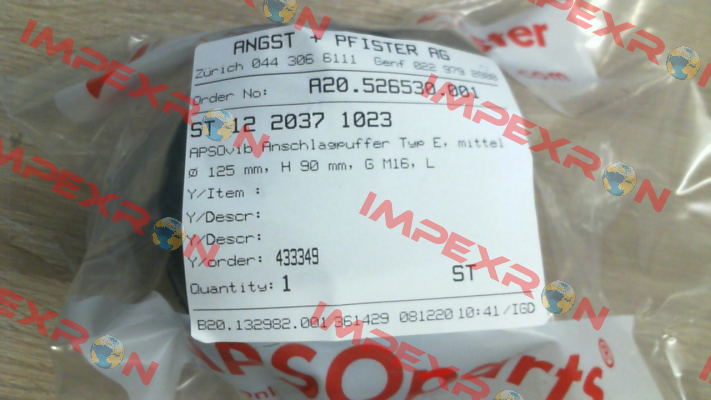 ANGST + PFISTER AG
Zürich 044 306 6111 Genf 022 979 2800
Order No: A20.526530.001
ST 12 2037 1023
APSOvib Anschlagpuffer Typ E, mittel
Ø 125 mm, H 90 mm, G M16, L
Y/Item :
Y/Descr:
Y/Descr:
Y/order: 433349
Quantity: 1 ST
B20.132982.001 361429 081220 10:41/IGD
APSOparts®
.com
IMPEXRON
IMPEXRON
IMPEXRON
IMPEXRON
IMPEXRON
IMPEXRON